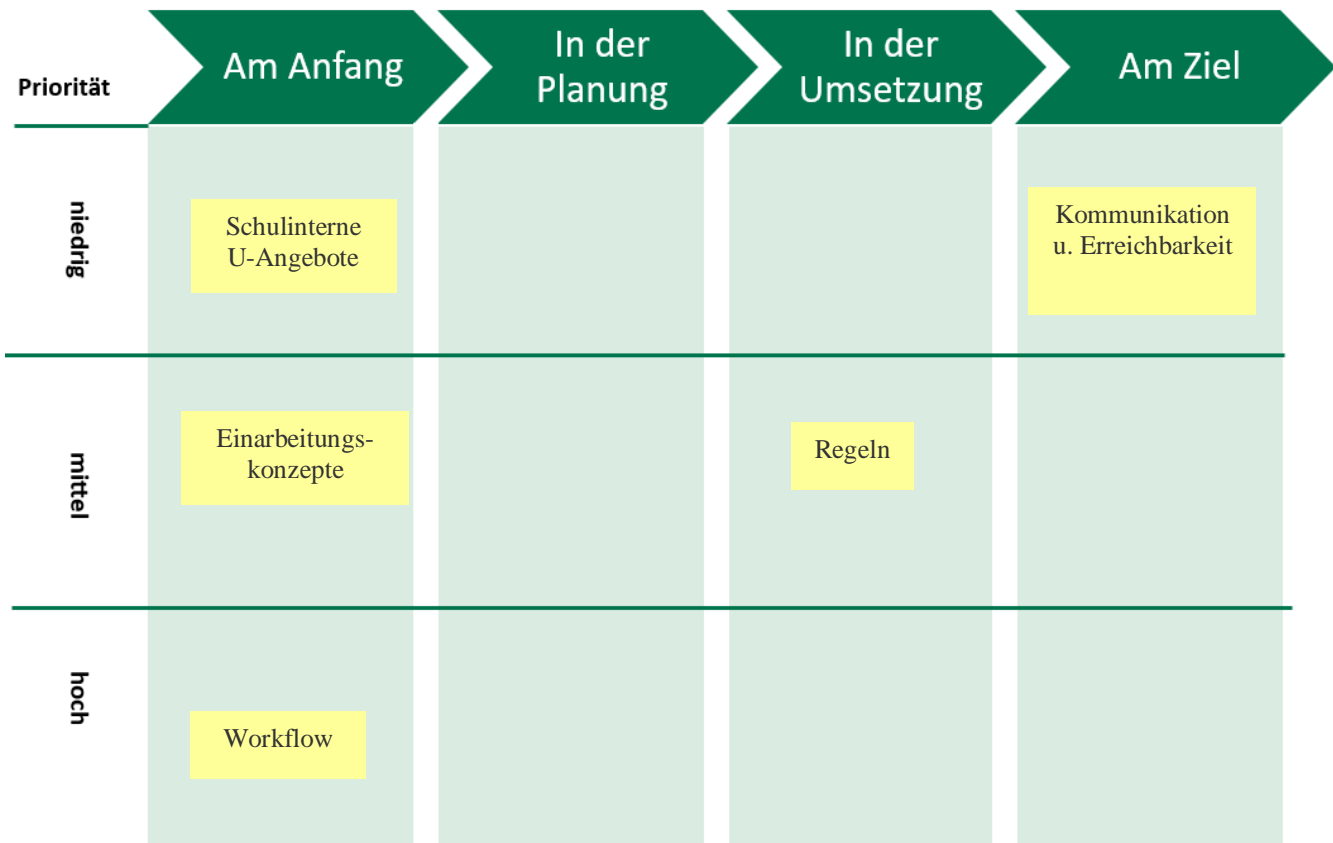 Priorität
Am Anfang
In der
Planung
In der
Umsetzung
Am Ziel
niedrig
Schulinterne
U-Angebote
Kommunikation
u. Erreichbarkeit
mittel
Einarbeitungs-
konzepte
Regeln
hoch
Workflow